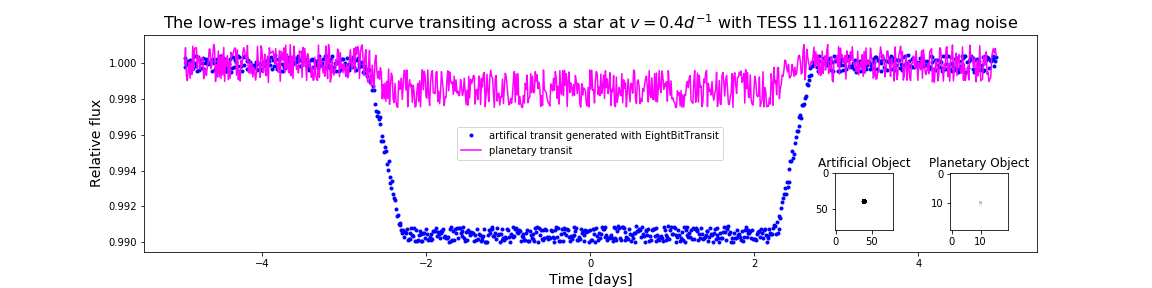 The low-res image's light curve transiting across a star at v = 0.4d⁻¹ with TESS 11.1611622827 mag noise
Relative flux
1.000
0.998
0.996
0.994
0.992
0.990
artifical transit generated with EightBitTransit
planetary transit
Artificial Object
0
50
0 50
Planetary Object
0
10
0 10
−4 −2 0 2 4
Time [days]